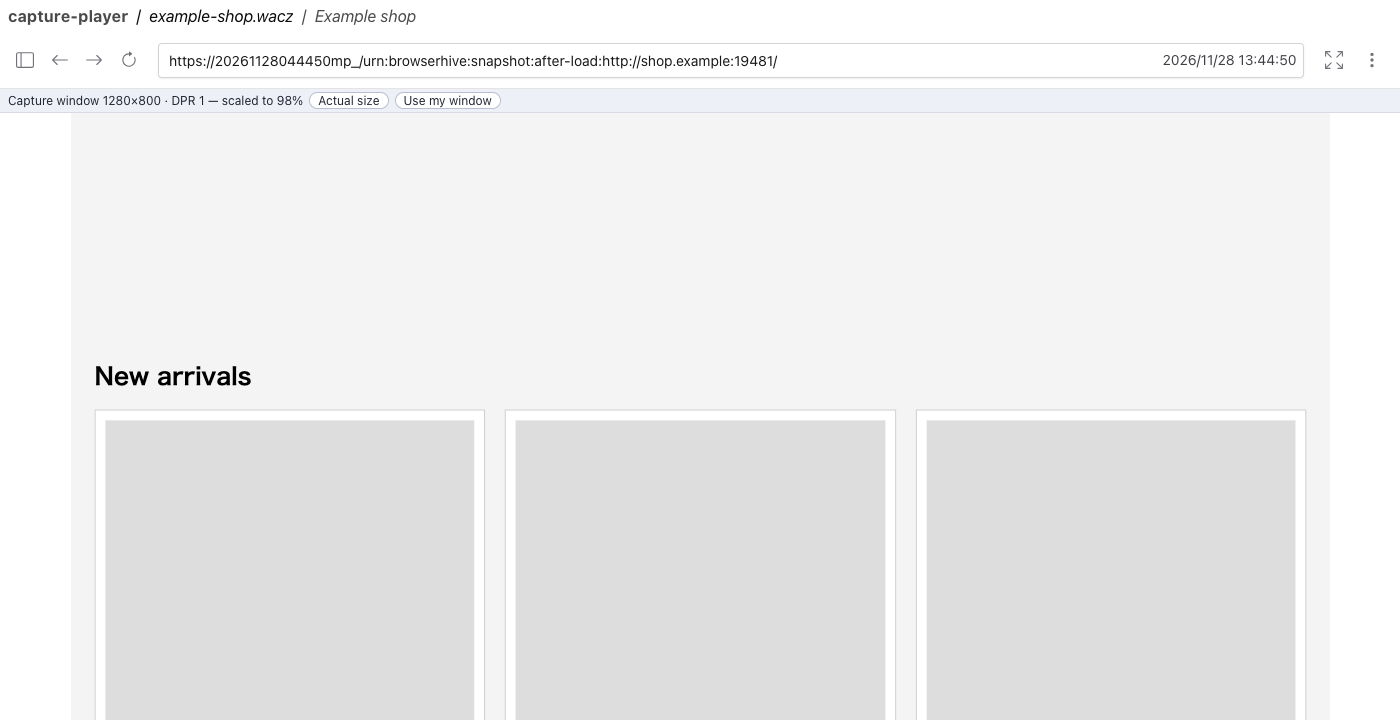 capture-player / example-shop.wacz / Example shop
https://20261128044450mp_/urn:browserhive:snapshot:after-load:http://shop.example:19481/ 2026/11/28 13:44:50
Capture window 1280×800 · DPR 1 — scaled to 98% Actual size Use my window
New arrivals